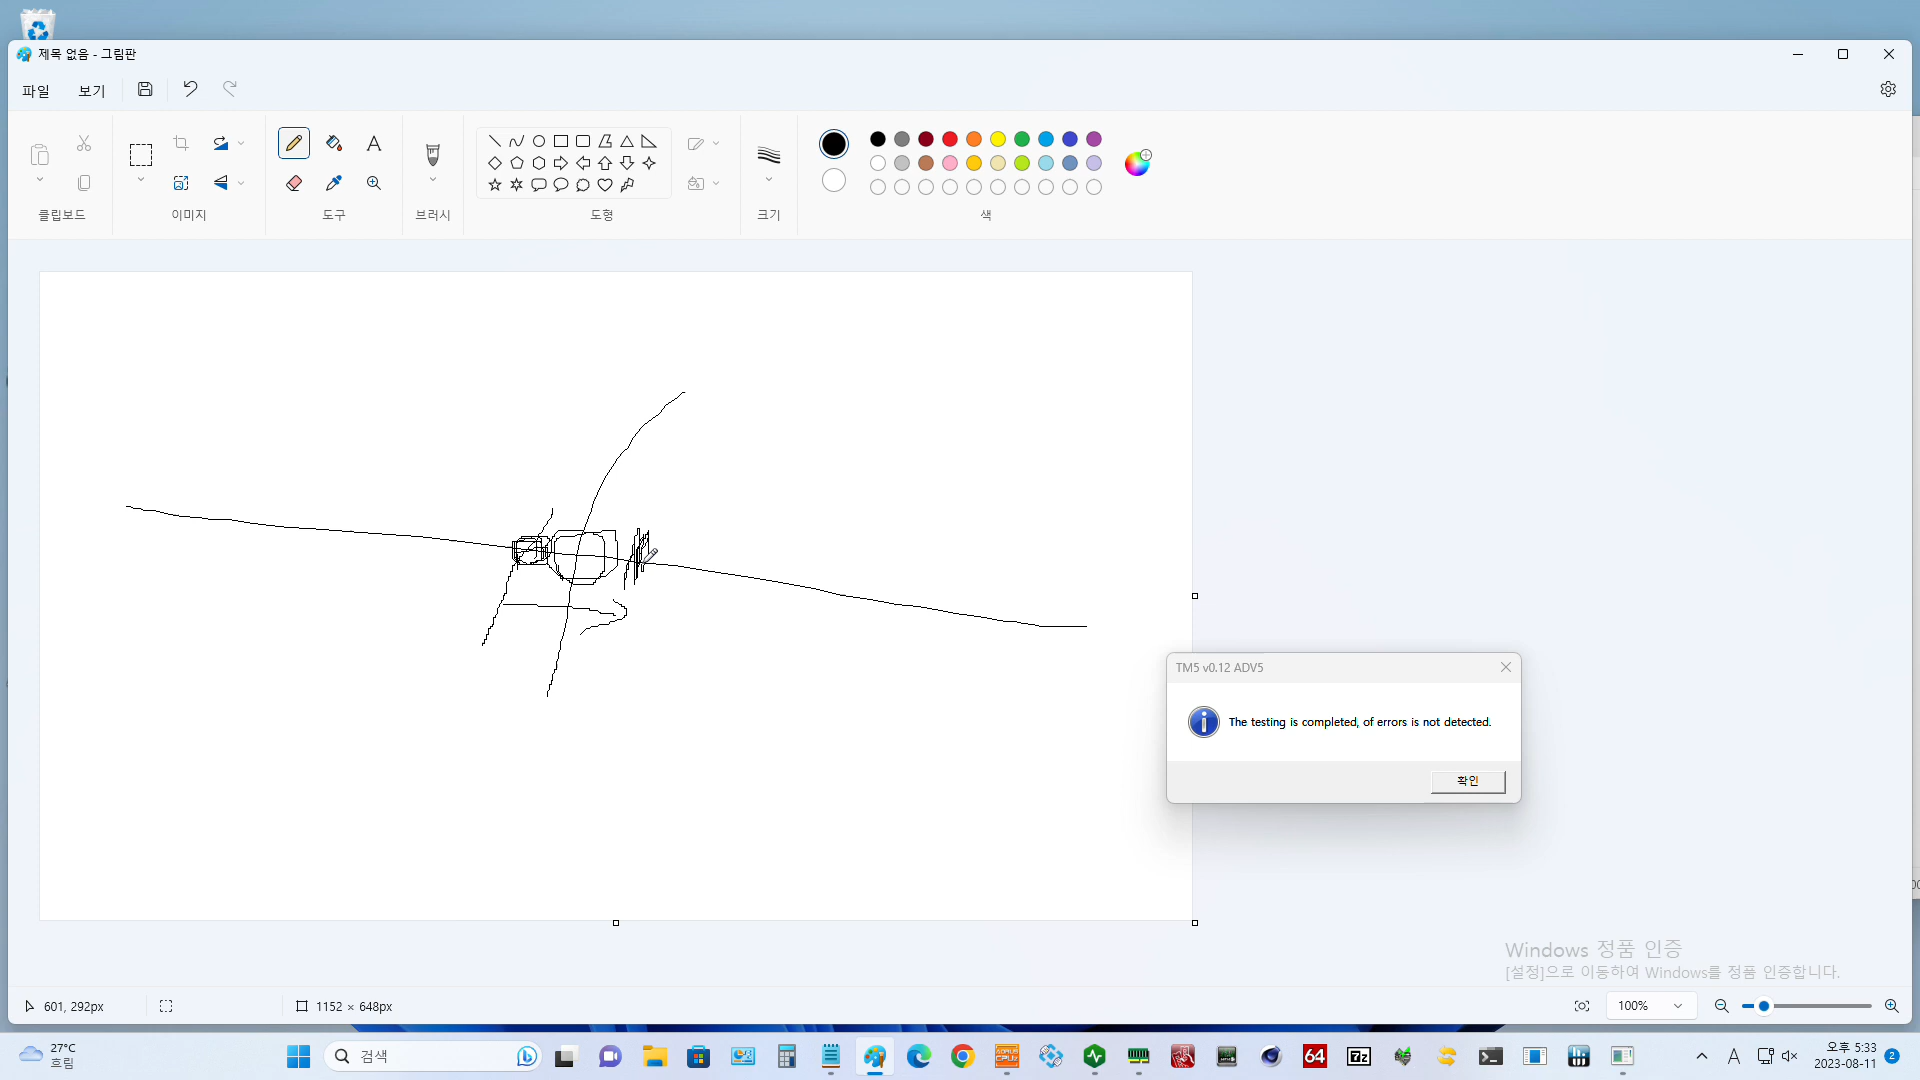 제목 없음 - 그림판
파일 보기
클립보드 이미지 도구 브러시 도형 크기 색
TM5 v0.12 ADV5
The testing is completed, of errors is not detected.
확인
Windows 정품 인증
[설정]으로 이동하여 Windows를 정품 인증합니다.
601, 292px
1152 × 648px
100%
27°C
흐림
검색
64
7z
A
오후 5:33
2023-08-11
2